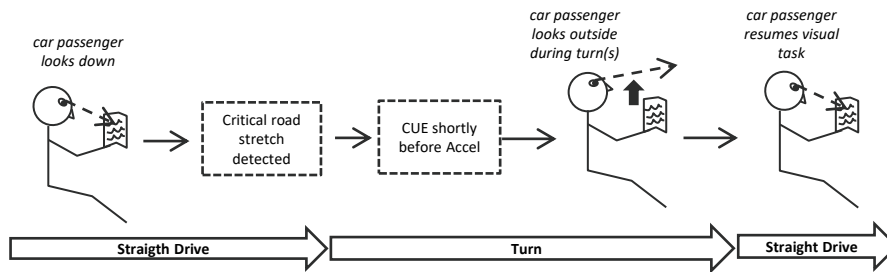 car passenger
looks down
Critical road
stretch
detected
CUE shortly
before Accel
car passenger
looks outside
during turn(s)
car passenger
resumes visual
task
Straigth Drive
Turn
Straight Drive